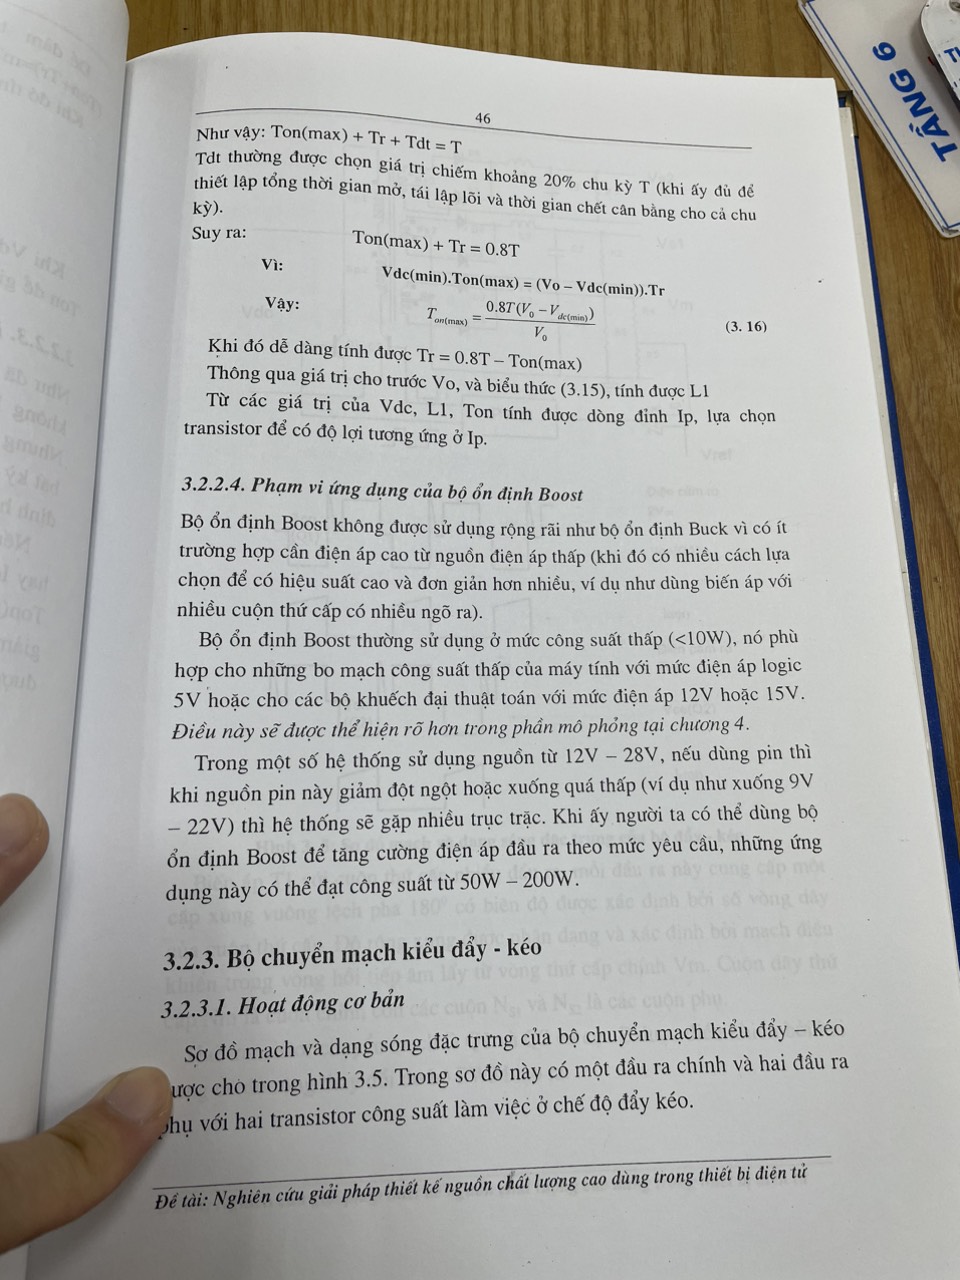 46
Như vậy: Ton(max) + Tr + Tdt = T
Tdt thường được chọn giá trị chiếm khoảng 20% chu kỳ T (khi ấy đủ để
thiết lập tổng thời gian mở, tái lập lõi và thời gian chết cân bằng cho cả chu
kỳ).
Suy ra: Ton(max) + Tr = 0.8T
Vì: Vdc(min).Ton(max) = (Vo – Vdc(min)).Tr
Vậy: T_on(max) = 0.8T(V_0 – V_dc(min)) / V_0 (3. 16)
Khi đó dễ dàng tính được Tr = 0.8T – Ton(max)
Thông qua giá trị cho trước Vo, và biểu thức (3.15), tính được L1
Từ các giá trị của Vdc, L1, Ton tính được dòng đỉnh Ip, lựa chọn
transistor để có độ lợi tương ứng ở Ip.
3.2.2.4. Phạm vi ứng dụng của bộ ổn định Boost
Bộ ổn định Boost không được sử dụng rộng rãi như bộ ổn định Buck vì có ít
trường hợp cần điện áp cao từ nguồn điện áp thấp (khi đó có nhiều cách lựa
chọn để có hiệu suất cao và đơn giản hơn nhiều, ví dụ như dùng biến áp với
nhiều cuộn thứ cấp có nhiều ngõ ra).
Bộ ổn định Boost thường sử dụng ở mức công suất thấp (<10W), nó phù
hợp cho những bo mạch công suất thấp của máy tính với mức điện áp logic
5V hoặc cho các bộ khuếch đại thuật toán với mức điện áp 12V hoặc 15V.
Điều này sẽ được thể hiện rõ hơn trong phần mô phỏng tại chương 4.
Trong một số hệ thống sử dụng nguồn từ 12V – 28V, nếu dùng pin thì
khi nguồn pin này giảm đột ngột hoặc xuống quá thấp (ví dụ như xuống 9V
– 22V) thì hệ thống sẽ gặp nhiều trục trặc. Khi ấy người ta có thể dùng bộ
ổn định Boost để tăng cường điện áp đầu ra theo mức yêu cầu, những ứng
dụng này có thể đạt công suất từ 50W – 200W.
3.2.3. Bộ chuyển mạch kiểu đẩy - kéo
3.2.3.1. Hoạt động cơ bản
Sơ đồ mạch và dạng sóng đặc trưng của bộ chuyển mạch kiểu đẩy – kéo
ược cho trong hình 3.5. Trong sơ đồ này có một đầu ra chính và hai đầu ra
phụ với hai transistor công suất làm việc ở chế độ đẩy kéo.
Đề tài: Nghiên cứu giải pháp thiết kế nguồn chất lượng cao dùng trong thiết bị điện tử
TẦNG 6